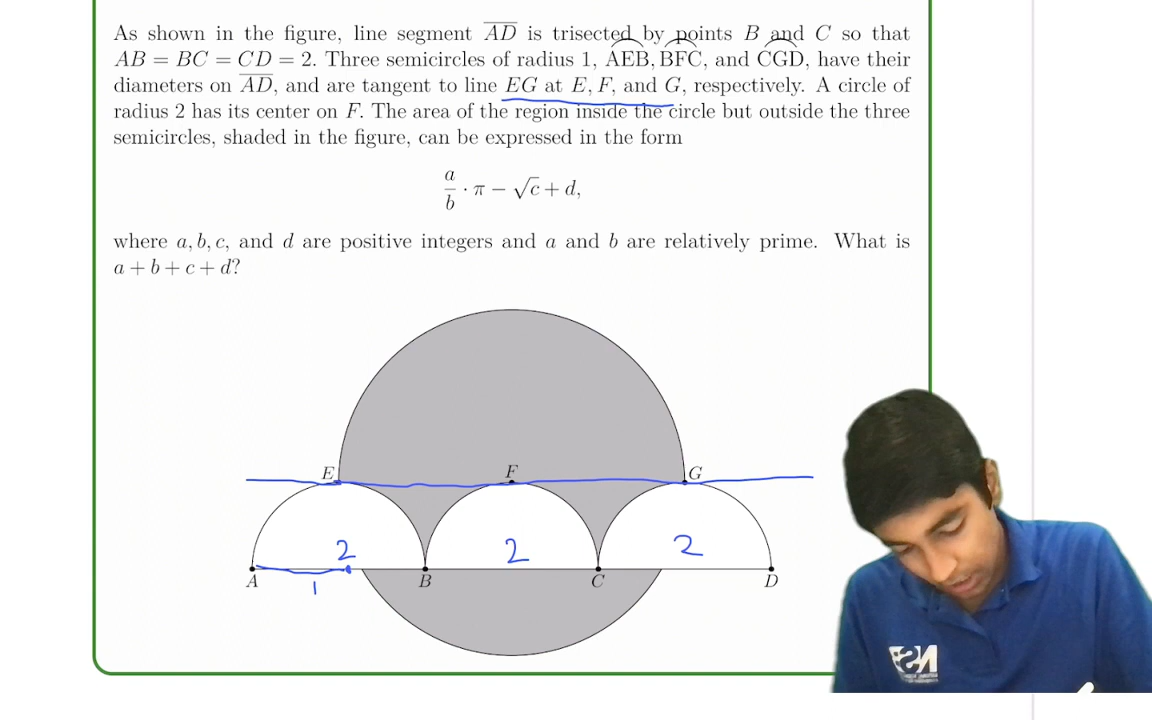 As shown in the figure, line segment AD is trisected by points B and C so that
AB = BC = CD = 2. Three semicircles of radius 1, AEB, BFC, and CGD, have their
diameters on AD, and are tangent to line EG at E, F, and G, respectively. A circle of
radius 2 has its center on F. The area of the region inside the circle but outside the three
semicircles, shaded in the figure, can be expressed in the form
a/b · π − √c + d,
where a, b, c, and d are positive integers and a and b are relatively prime. What is
a + b + c + d?
E F G
2 2 2
A B C D
1